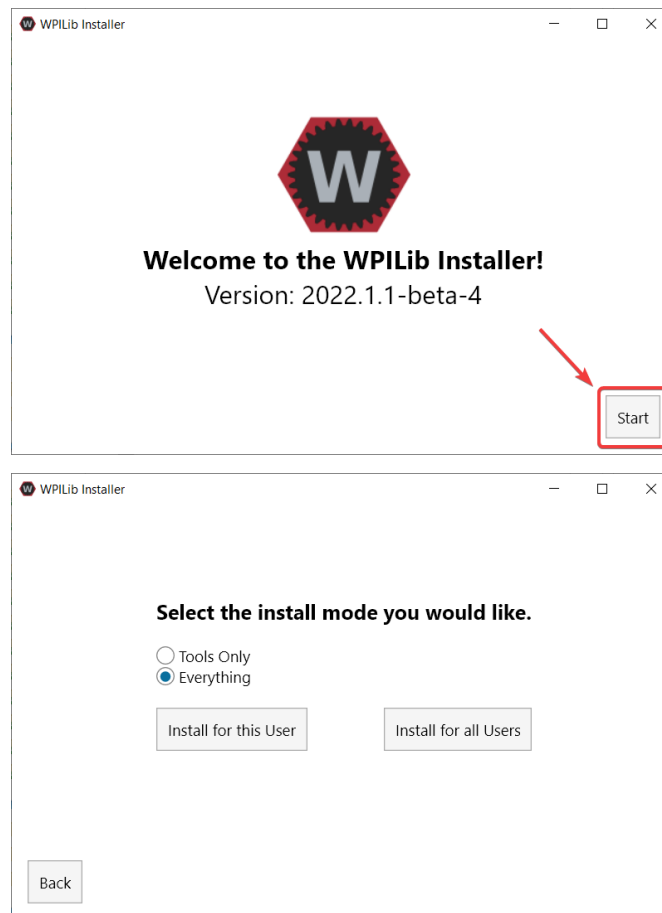 WPILib Installer
W
Welcome to the WPILib Installer!
Version: 2022.1.1-beta-4
Start
WPILib Installer
Select the install mode you would like.
Tools Only
Everything
Install for this User Install for all Users
Back